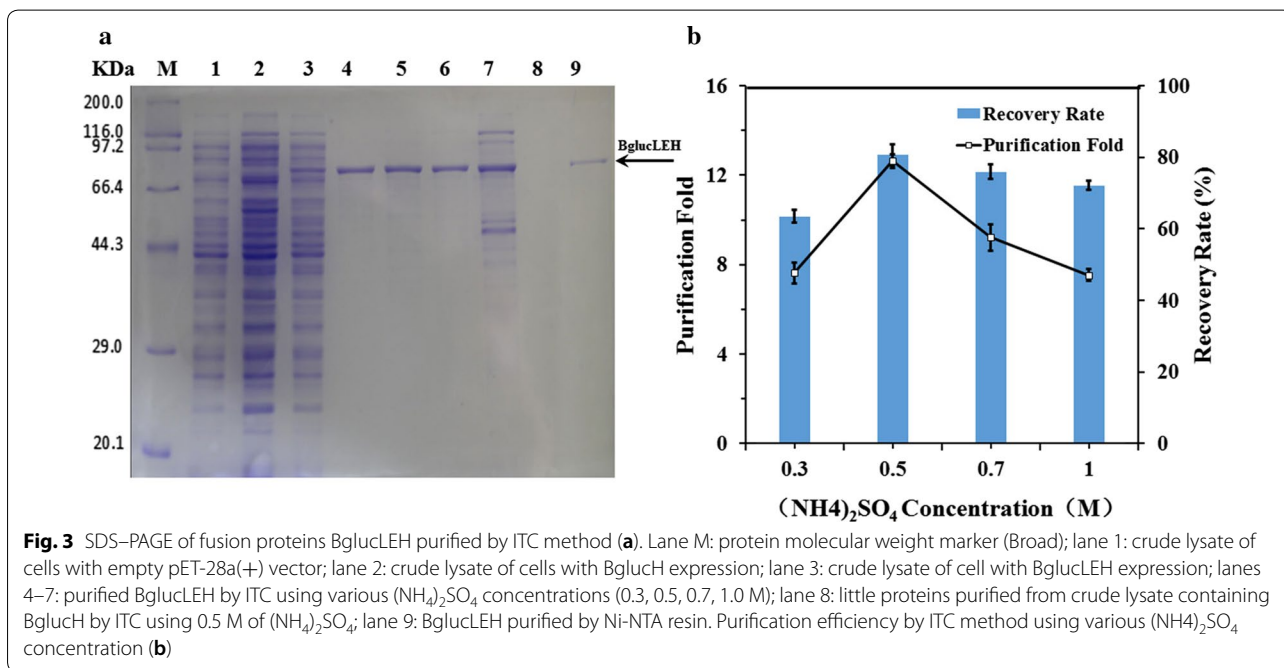 a
KDa M 1 2 3 4 5 6 7 8 9
200.0
116.0
97.2
66.4
44.3
29.0
20.1
BglucLEH
b
16
12
8
4
0
Purification Fold
Recovery Rate
Purification Fold
100
80
60
40
20
0
Recovery Rate (%)
0.3 0.5 0.7 1
（NH4)₂SO₄ Concentration（M）
Fig. 3 SDS–PAGE of fusion proteins BglucLEH purified by ITC method (a). Lane M: protein molecular weight marker (Broad); lane 1: crude lysate of
cells with empty pET-28a(+) vector; lane 2: crude lysate of cells with BglucH expression; lane 3: crude lysate of cell with BglucLEH expression; lanes
4–7: purified BglucLEH by ITC using various (NH₄)₂SO₄ concentrations (0.3, 0.5, 0.7, 1.0 M); lane 8: little proteins purified from crude lysate containing
BglucH by ITC using 0.5 M of (NH₄)₂SO₄; lane 9: BglucLEH purified by Ni-NTA resin. Purification efficiency by ITC method using various (NH4)₂SO₄
concentration (b)